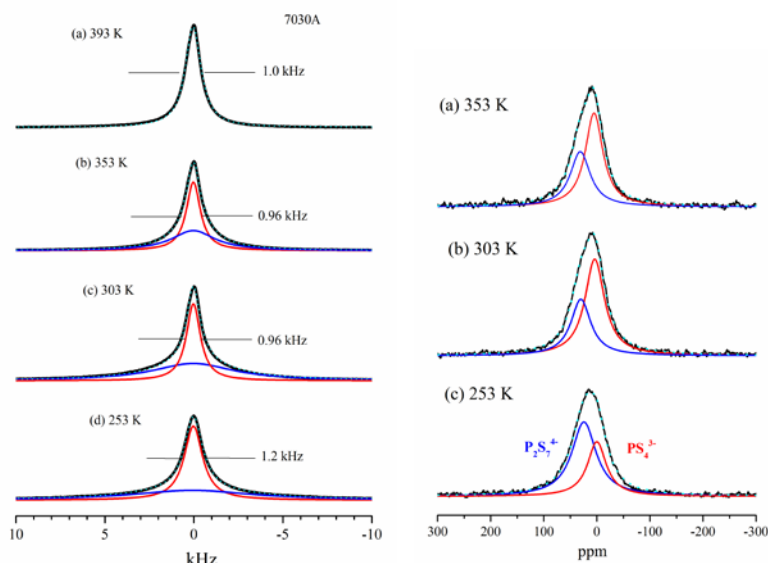 7030A
(a) 393 K
1.0 kHz
(b) 353 K
0.96 kHz
(c) 303 K
0.96 kHz
(d) 253 K
1.2 kHz
10 5 0 -5 -10
kHz
(a) 353 K
(b) 303 K
(c) 253 K
P₂S₇⁴⁻ PS₄³⁻
300 200 100 0 -100 -200 -300
ppm